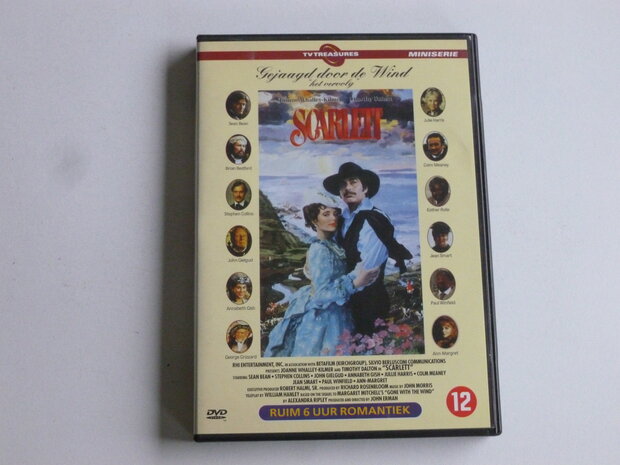 TV TREASURES
MINISERIE
Gejaagd door de Wind
het vervolg
Joanne Whalley-Kilmer Timothy Dalton
SCARLETT
Sean Bean
Julie Harris
Brian Bedford
Colm Meaney
Stephen Collins
Esther Rolle
John Gielgud
Jean Smart
Annabeth Gish
Paul Winfield
George Grizzard
Ann-Margret
RHI ENTERTAINMENT, INC. IN ASSOCIATION WITH BETAFILM (KIRCHGROUP), SILVIO BERLUSCONI COMMUNICATIONS
PRESENTS JOANNE WHALLEY-KILMER AND TIMOTHY DALTON IN "SCARLETT"
STARRING SEAN BEAN • STEPHEN COLLINS • JOHN GIELGUD • ANNABETH GISH • JULIE HARRIS • COLM MEANEY
JEAN SMART • PAUL WINFIELD • ANN-MARGRET
EXECUTIVE PRODUCER ROBERT HALMI, SR. PRODUCED BY RICHARD ROSENBLOOM MUSIC BY JOHN MORRIS
TELEPLAY BY WILLIAM HANLEY BASED ON THE SEQUEL TO MARGARET MITCHELL'S "GONE WITH THE WIND"
BY ALEXANDRA RIPLEY PRODUCED AND DIRECTED BY JOHN ERMAN
DVD
VIDEO
RUIM 6 UUR ROMANTIEK
12